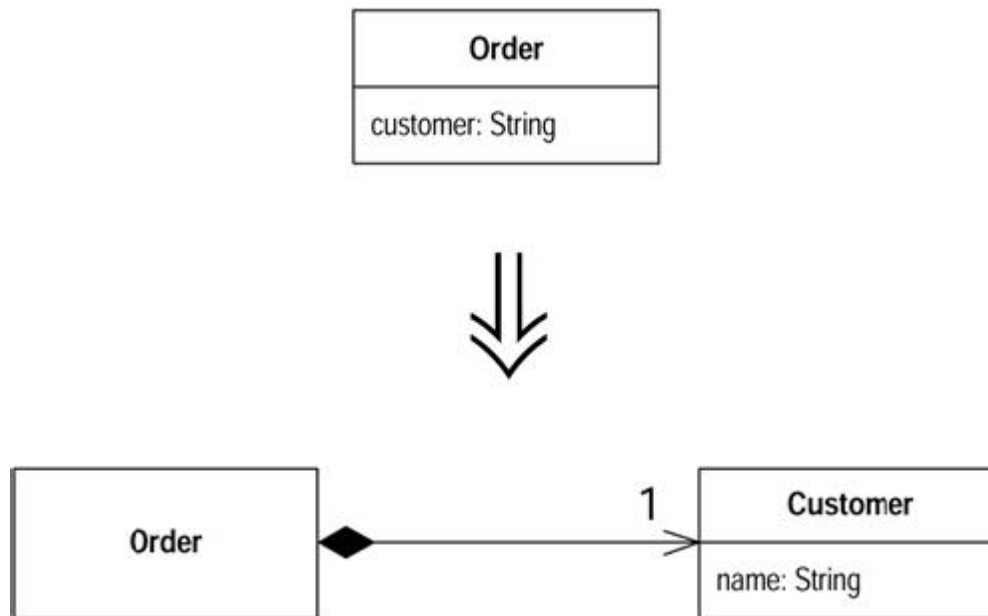 Order
customer: String
Order
1
Customer
name: String